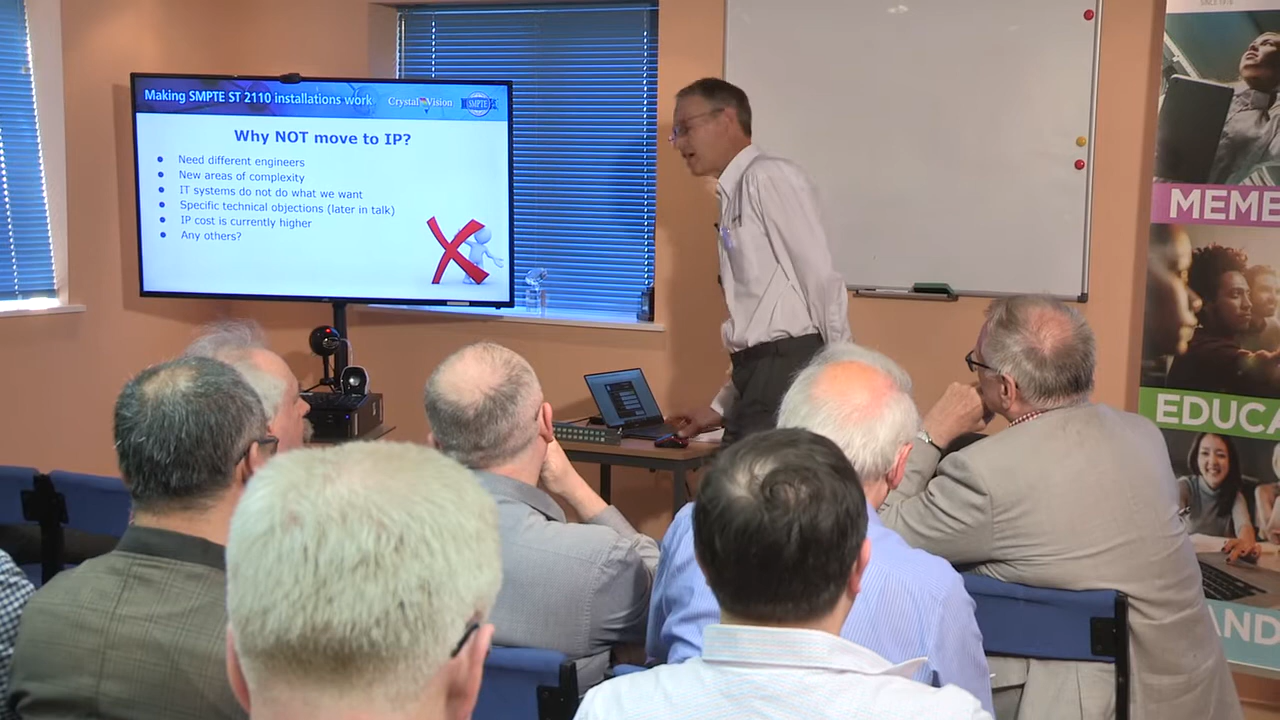 SINCE 1916
Making SMPTE ST 2110 installations work
Crystal Vision
SMPTE
Why NOT move to IP?
• Need different engineers
• New areas of complexity
• IT systems do not do what we want
• Specific technical objections (later in talk)
• IP cost is currently higher
• Any others?
MEME
EDUCA
AND